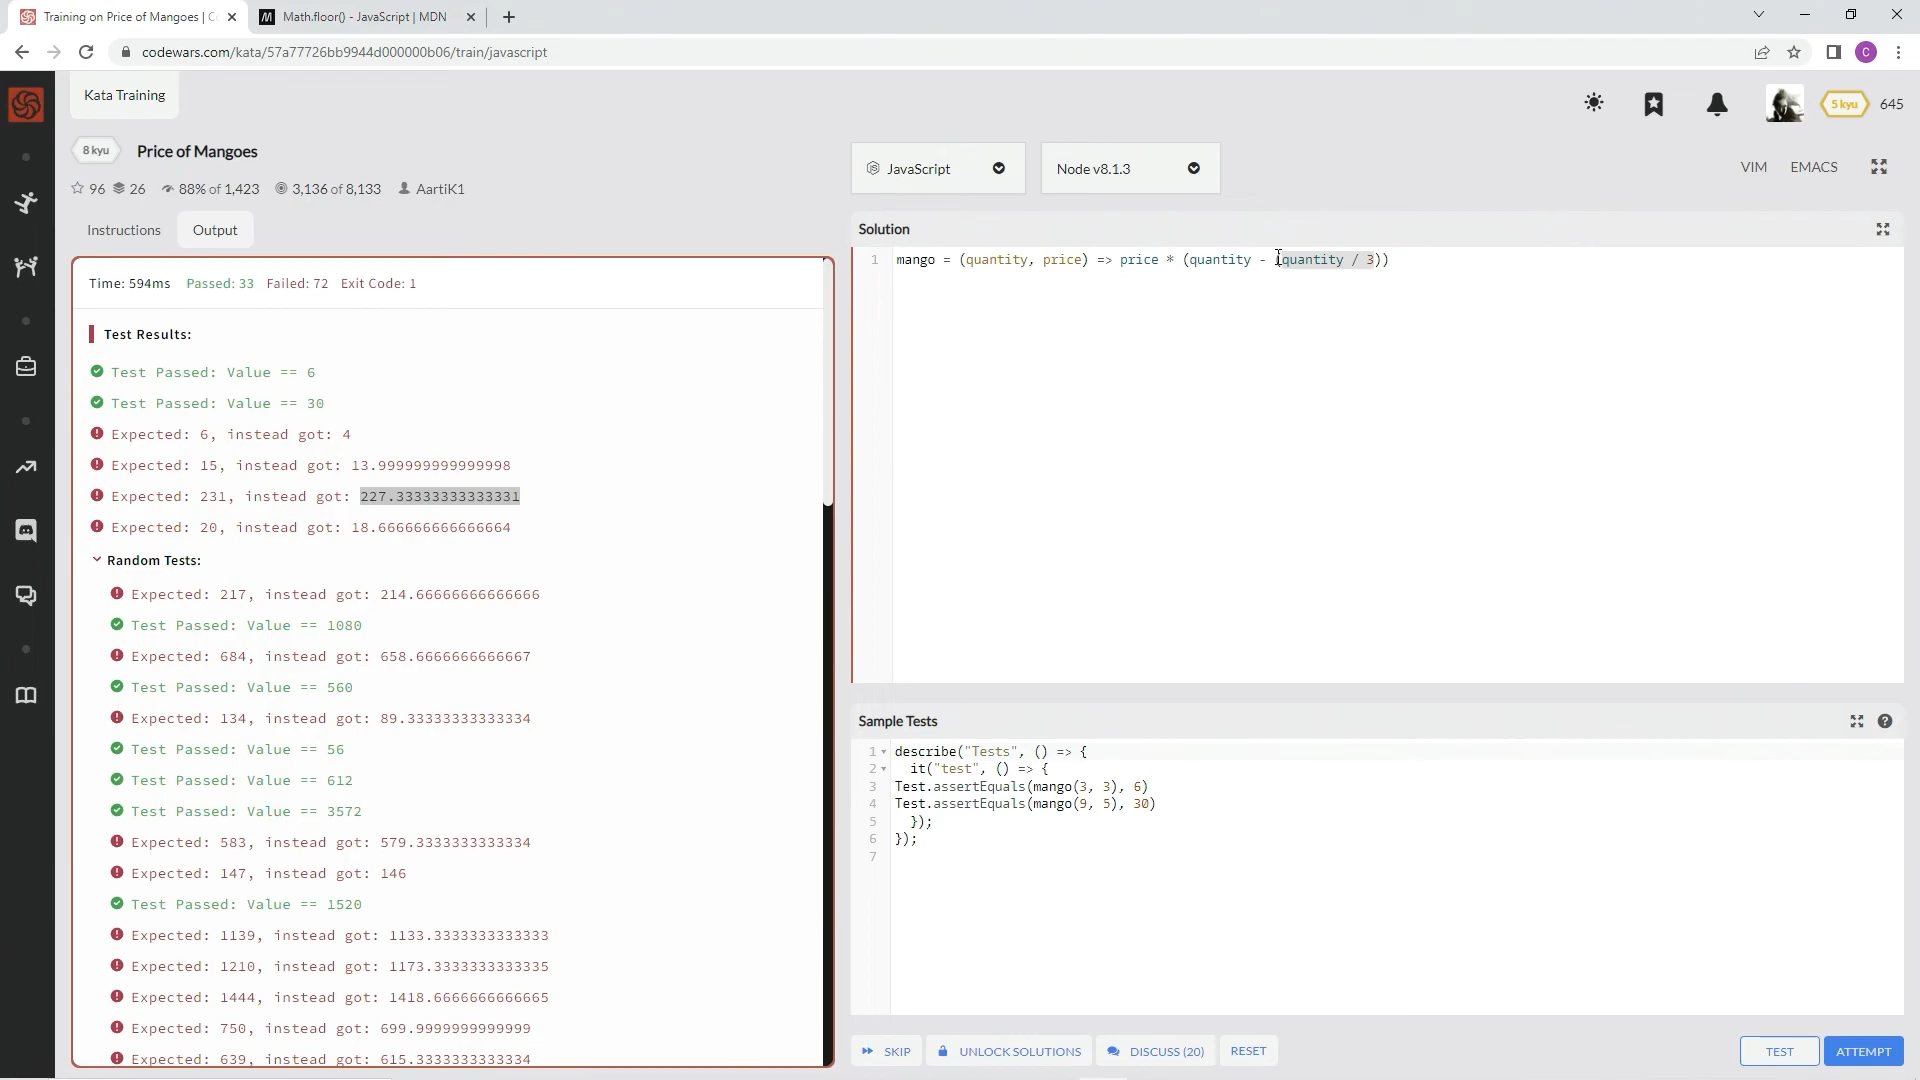 Training on Price of Mangoes | C
Math.floor() - JavaScript | MDN
codewars.com/kata/57a77726bb9944d000000b06/train/javascript
C
Kata Training
5 kyu
645
8 kyu
Price of Mangoes
96
26
88% of 1,423
3,136 of 8,133
AartiK1
JavaScript
Node v8.1.3
VIM
EMACS
Instructions
Output
Time: 594ms Passed: 33 Failed: 72 Exit Code: 1
Test Results:
Test Passed: Value == 6
Test Passed: Value == 30
Expected: 6, instead got: 4
Expected: 15, instead got: 13.999999999999998
Expected: 231, instead got: 227.33333333333331
Expected: 20, instead got: 18.666666666666664
Random Tests:
Expected: 217, instead got: 214.66666666666666
Test Passed: Value == 1080
Expected: 684, instead got: 658.6666666666667
Test Passed: Value == 560
Expected: 134, instead got: 89.33333333333334
Test Passed: Value == 56
Test Passed: Value == 612
Test Passed: Value == 3572
Expected: 583, instead got: 579.3333333333334
Expected: 147, instead got: 146
Test Passed: Value == 1520
Expected: 1139, instead got: 1133.3333333333333
Expected: 1210, instead got: 1173.3333333333335
Expected: 1444, instead got: 1418.6666666666665
Expected: 750, instead got: 699.9999999999999
Expected: 639, instead got: 615.3333333333334
Solution
1 mango = (quantity, price) => price * (quantity - (quantity / 3))
Sample Tests
1 describe("Tests", () => {
2 it("test", () => {
3 Test.assertEquals(mango(3, 3), 6)
4 Test.assertEquals(mango(9, 5), 30)
5 });
6 });
7
SKIP
UNLOCK SOLUTIONS
DISCUSS (20)
RESET
TEST
ATTEMPT